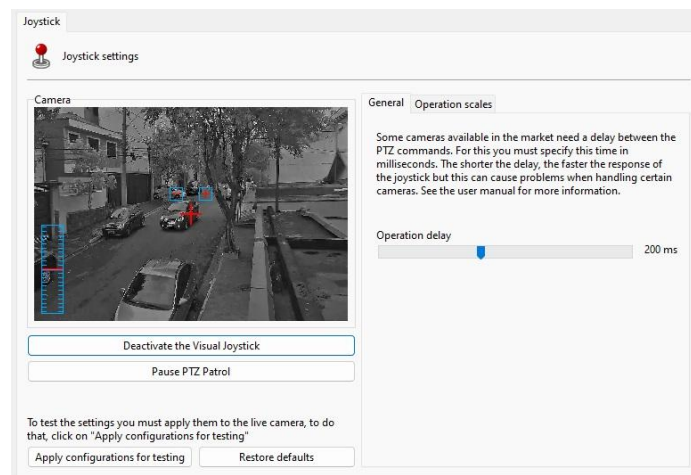 Joystick
Joystick settings
Camera
Deactivate the Visual Joystick
Pause PTZ Patrol
To test the settings you must apply them to the live camera, to do
that, click on "Apply configurations for testing"
Apply configurations for testing
Restore defaults
General
Operation scales
Some cameras available in the market need a delay between the
PTZ commands. For this you must specify this time in
milliseconds. The shorter the delay, the faster the response of
the joystick but this can cause problems when handling certain
cameras. See the user manual for more information.
Operation delay
200 ms